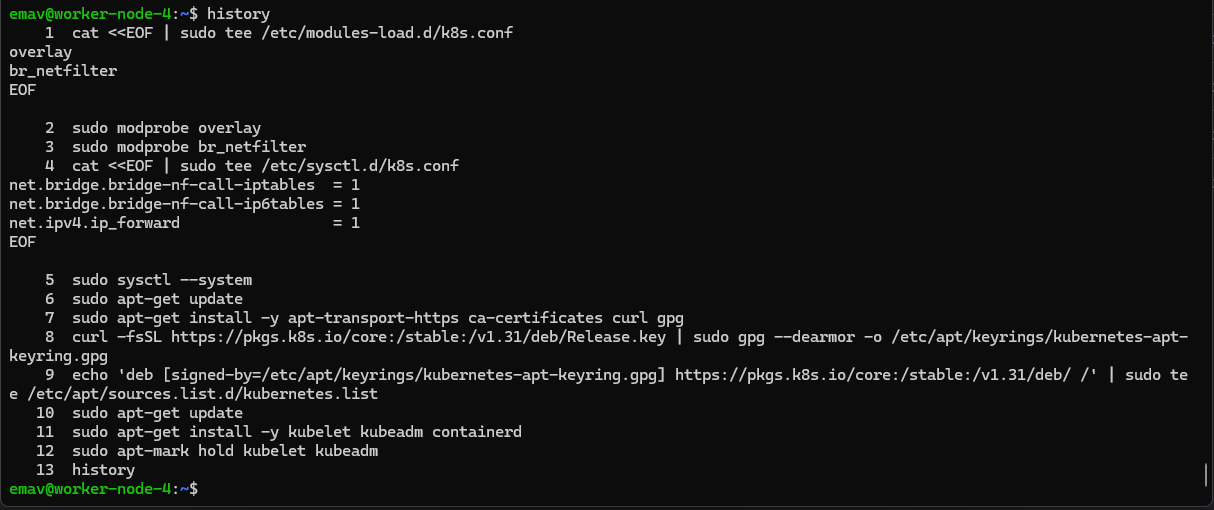 emav@worker-node-4:~$ history
    1  cat <<EOF | sudo tee /etc/modules-load.d/k8s.conf
overlay
br_netfilter
EOF

    2  sudo modprobe overlay
    3  sudo modprobe br_netfilter
    4  cat <<EOF | sudo tee /etc/sysctl.d/k8s.conf
net.bridge.bridge-nf-call-iptables  = 1
net.bridge.bridge-nf-call-ip6tables = 1
net.ipv4.ip_forward                 = 1
EOF

    5  sudo sysctl --system
    6  sudo apt-get update
    7  sudo apt-get install -y apt-transport-https ca-certificates curl gpg
    8  curl -fsSL https://pkgs.k8s.io/core:/stable:/v1.31/deb/Release.key | sudo gpg --dearmor -o /etc/apt/keyrings/kubernetes-apt-
keyring.gpg
    9  echo 'deb [signed-by=/etc/apt/keyrings/kubernetes-apt-keyring.gpg] https://pkgs.k8s.io/core:/stable:/v1.31/deb/ /' | sudo te
e /etc/apt/sources.list.d/kubernetes.list
   10  sudo apt-get update
   11  sudo apt-get install -y kubelet kubeadm containerd
   12  sudo apt-mark hold kubelet kubeadm
   13  history
emav@worker-node-4:~$